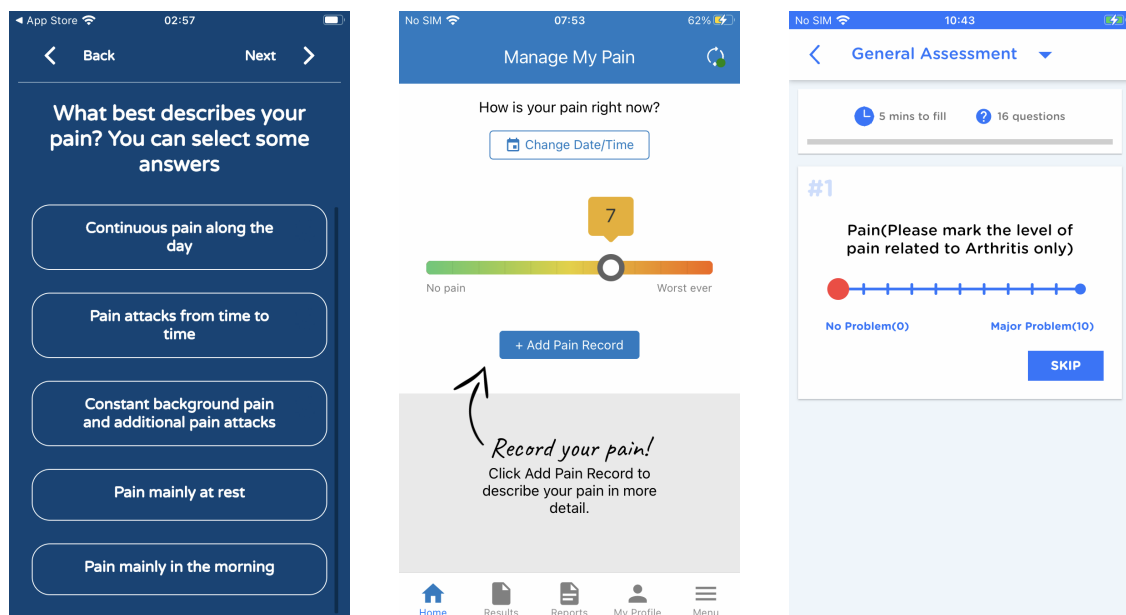 App Store 02:57
Back Next
What best describes your
pain? You can select some
answers
Continuous pain along the
day
Pain attacks from time to
time
Constant background pain
and additional pain attacks
Pain mainly at rest
Pain mainly in the morning
No SIM 07:53 62%
Manage My Pain
How is your pain right now?
Change Date/Time
7
No pain Worst ever
+ Add Pain Record
Record your pain!
Click Add Pain Record to
describe your pain in more
detail.
Home Results Reports My Profile Menu
No SIM 10:43
General Assessment
5 mins to fill ? 16 questions
#1
Pain(Please mark the level of
pain related to Arthritis only)
No Problem(0) Major Problem(10)
SKIP